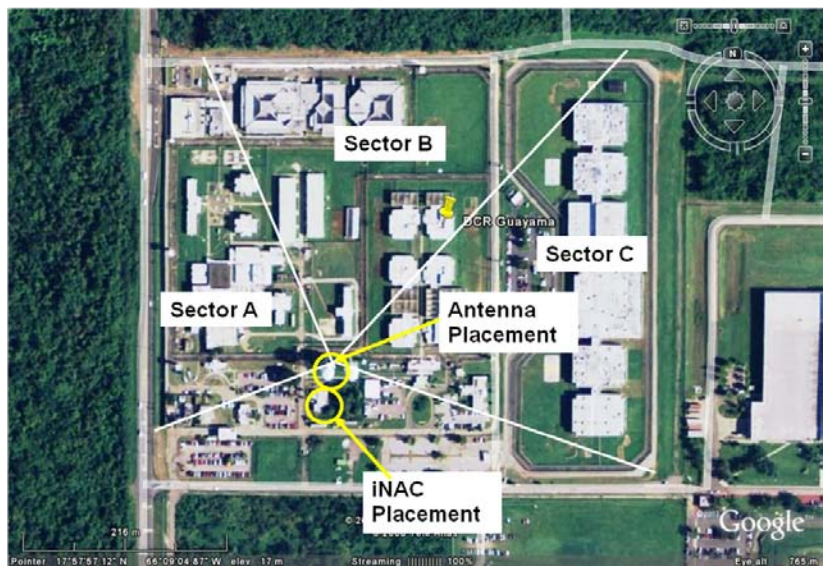 N
Sector B
DCR Guayama
Sector C
Sector A
Antenna
Placement
iNAC
Placement
216 m
Google
Pointer 17°57'57.12" N 66°09'04.87" W elev 17 m Streaming |||||||||| 100% Eye alt 765 m